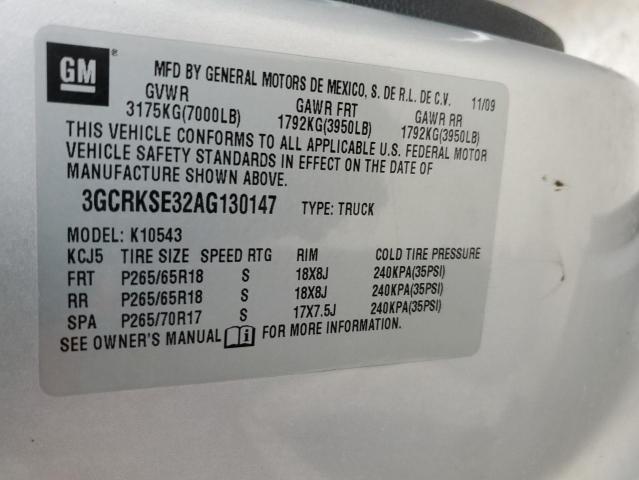 GM ®
MFD BY GENERAL MOTORS DE MEXICO, S. DE R.L. DE C.V. 11/09
GVWR GAWR FRT GAWR RR
3175KG(7000LB) 1792KG(3950LB) 1792KG(3950LB)
THIS VEHICLE CONFORMS TO ALL APPLICABLE U.S. FEDERAL MOTOR
VEHICLE SAFETY STANDARDS IN EFFECT ON THE DATE OF
MANUFACTURE SHOWN ABOVE.
3GCRKSE32AG130147 TYPE: TRUCK
MODEL: K10543
KCJ5 TIRE SIZE SPEED RTG RIM COLD TIRE PRESSURE
FRT P265/65R18 S 18X8J 240KPA(35PSI)
RR P265/65R18 S 18X8J 240KPA(35PSI)
SPA P265/70R17 S 17X7.5J 240KPA(35PSI)
SEE OWNER'S MANUAL i FOR MORE INFORMATION.